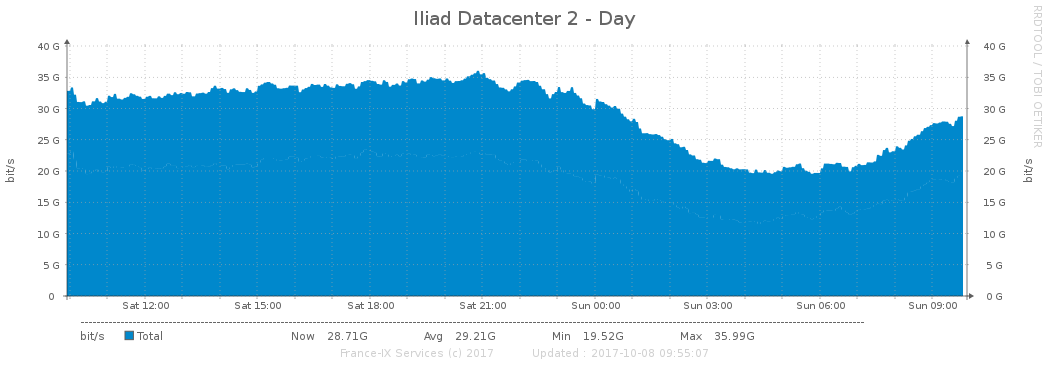 Iliad Datacenter 2 - Day
RRDTOOL / TOBI OETIKER
40 G 40 G
35 G 35 G
30 G 30 G
25 G 25 G
20 G 20 G
15 G 15 G
10 G 10 G
5 G 5 G
0 0 G
bit/s bit/s
Sat 12:00 Sat 15:00 Sat 18:00 Sat 21:00 Sun 00:00 Sun 03:00 Sun 06:00 Sun 09:00
bit/s Total Now 28.71G Avg 29.21G Min 19.52G Max 35.99G
France-IX Services (c) 2017 Updated : 2017-10-08 09:55:07